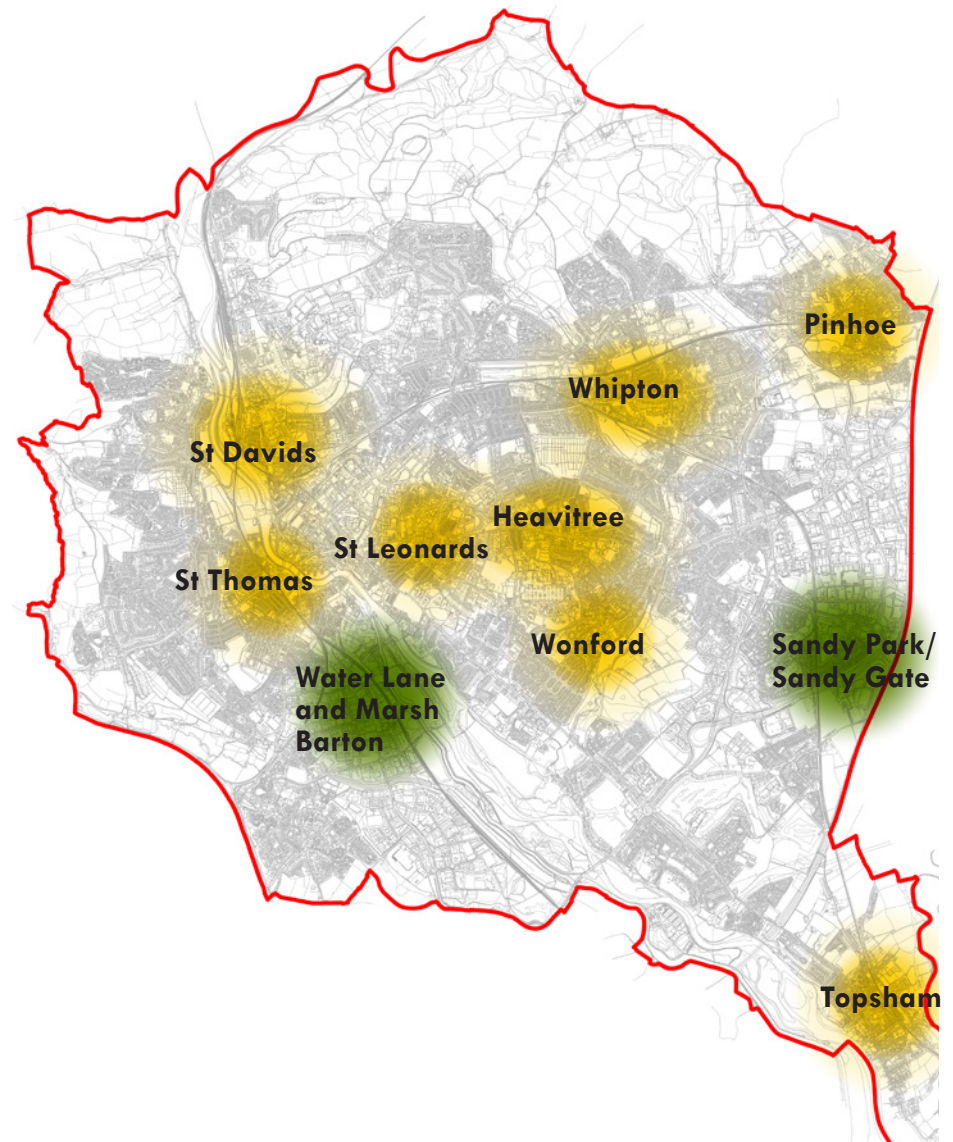 Pinhoe
Whipton
St Davids
Heavitree
St Leonards
St Thomas
Wonford
Sandy Park/
Sandy Gate
Water Lane
and Marsh
Barton
Topsham